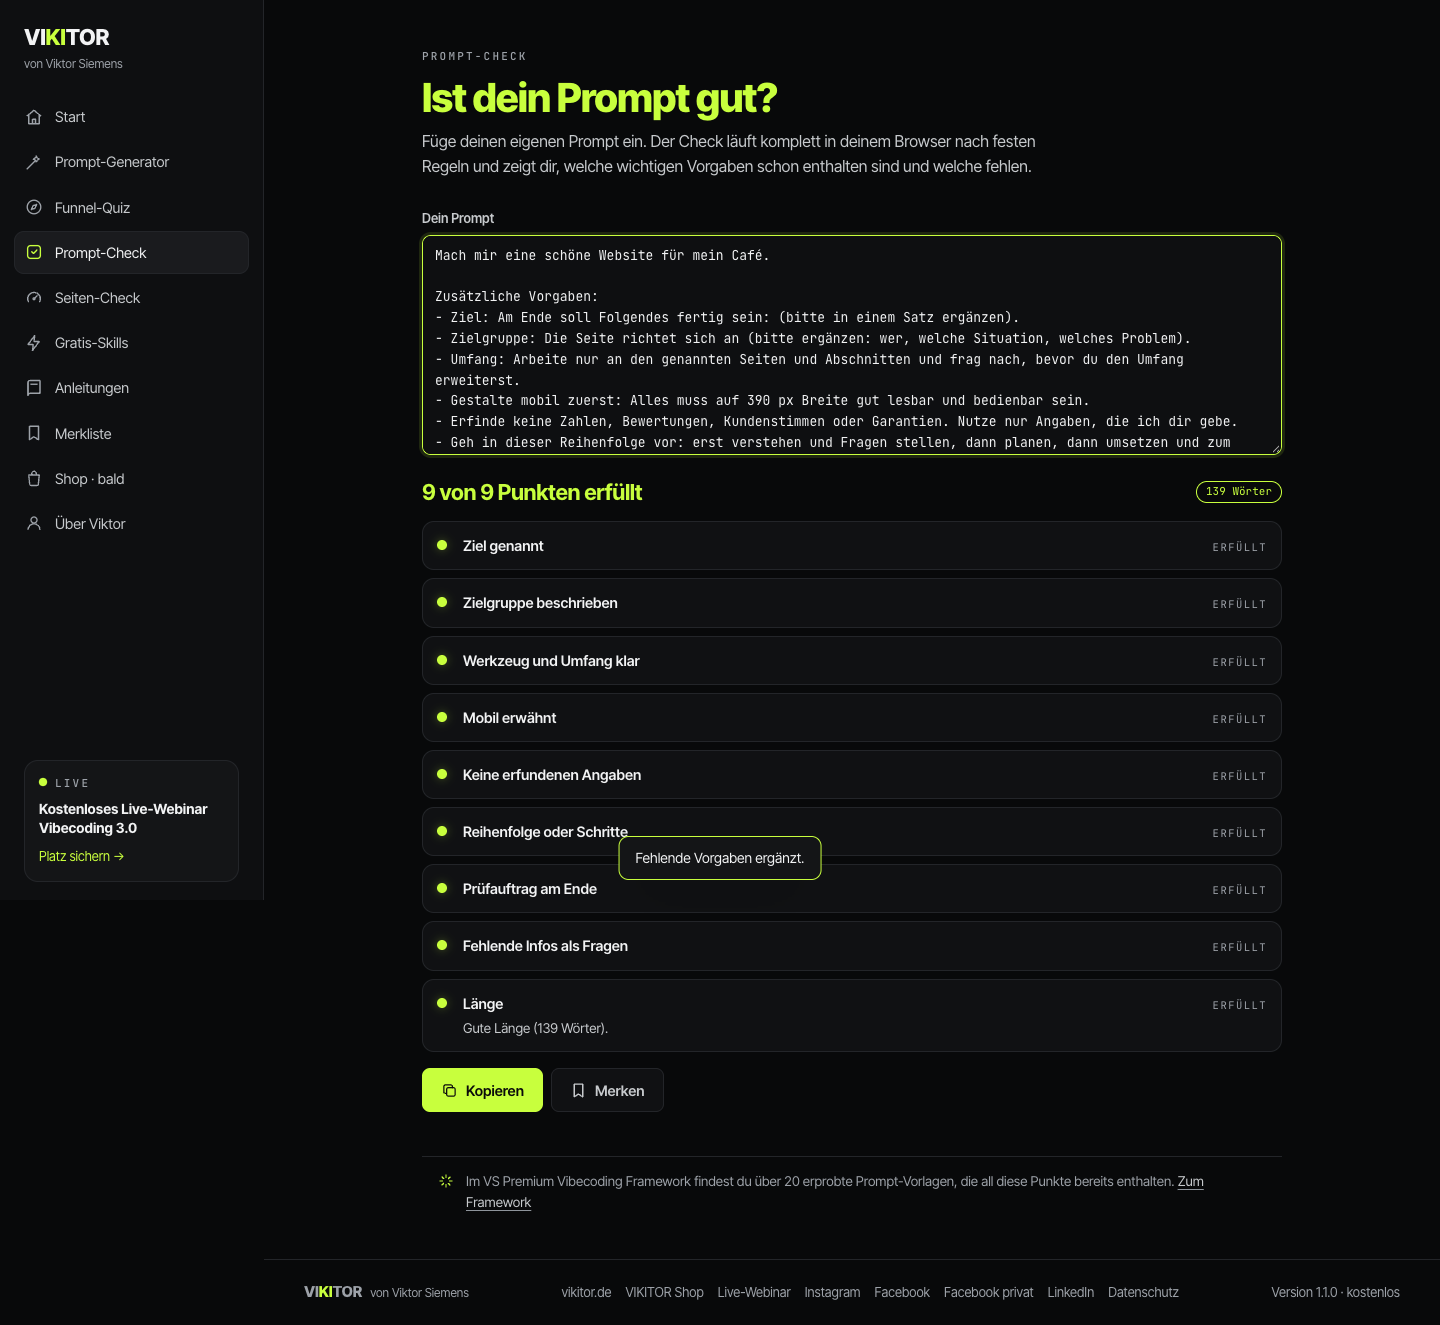 VIKITOR
von Viktor Siemens
Start
Prompt-Generator
Funnel-Quiz
Prompt-Check
Seiten-Check
Gratis-Skills
Anleitungen
Merkliste
Shop · bald
Über Viktor
LIVE
Kostenloses Live-Webinar
Vibecoding 3.0
Platz sichern →
PROMPT-CHECK
Ist dein Prompt gut?
Füge deinen eigenen Prompt ein. Der Check läuft komplett in deinem Browser nach festen
Regeln und zeigt dir, welche wichtigen Vorgaben schon enthalten sind und welche fehlen.
Dein Prompt
Mach mir eine schöne Website für mein Café.
Zusätzliche Vorgaben:
- Ziel: Am Ende soll Folgendes fertig sein: (bitte in einem Satz ergänzen).
- Zielgruppe: Die Seite richtet sich an (bitte ergänzen: wer, welche Situation, welches Problem).
- Umfang: Arbeite nur an den genannten Seiten und Abschnitten und frag nach, bevor du den Umfang
erweiterst.
- Gestalte mobil zuerst: Alles muss auf 390 px Breite gut lesbar und bedienbar sein.
- Erfinde keine Zahlen, Bewertungen, Kundenstimmen oder Garantien. Nutze nur Angaben, die ich dir gebe.
- Geh in dieser Reihenfolge vor: erst verstehen und Fragen stellen, dann planen, dann umsetzen und zum
9 von 9 Punkten erfüllt
139 Wörter
Ziel genannt
ERFÜLLT
Zielgruppe beschrieben
ERFÜLLT
Werkzeug und Umfang klar
ERFÜLLT
Mobil erwähnt
ERFÜLLT
Keine erfundenen Angaben
ERFÜLLT
Reihenfolge oder Schritte
ERFÜLLT
Fehlende Vorgaben ergänzt.
Prüfauftrag am Ende
ERFÜLLT
Fehlende Infos als Fragen
ERFÜLLT
Länge
ERFÜLLT
Gute Länge (139 Wörter).
Kopieren
Merken
Im VS Premium Vibecoding Framework findest du über 20 erprobte Prompt-Vorlagen, die all diese Punkte bereits enthalten. Zum
Framework
VIKITOR von Viktor Siemens
vikitor.de VIKITOR Shop Live-Webinar Instagram Facebook Facebook privat LinkedIn Datenschutz
Version 1.1.0 · kostenlos